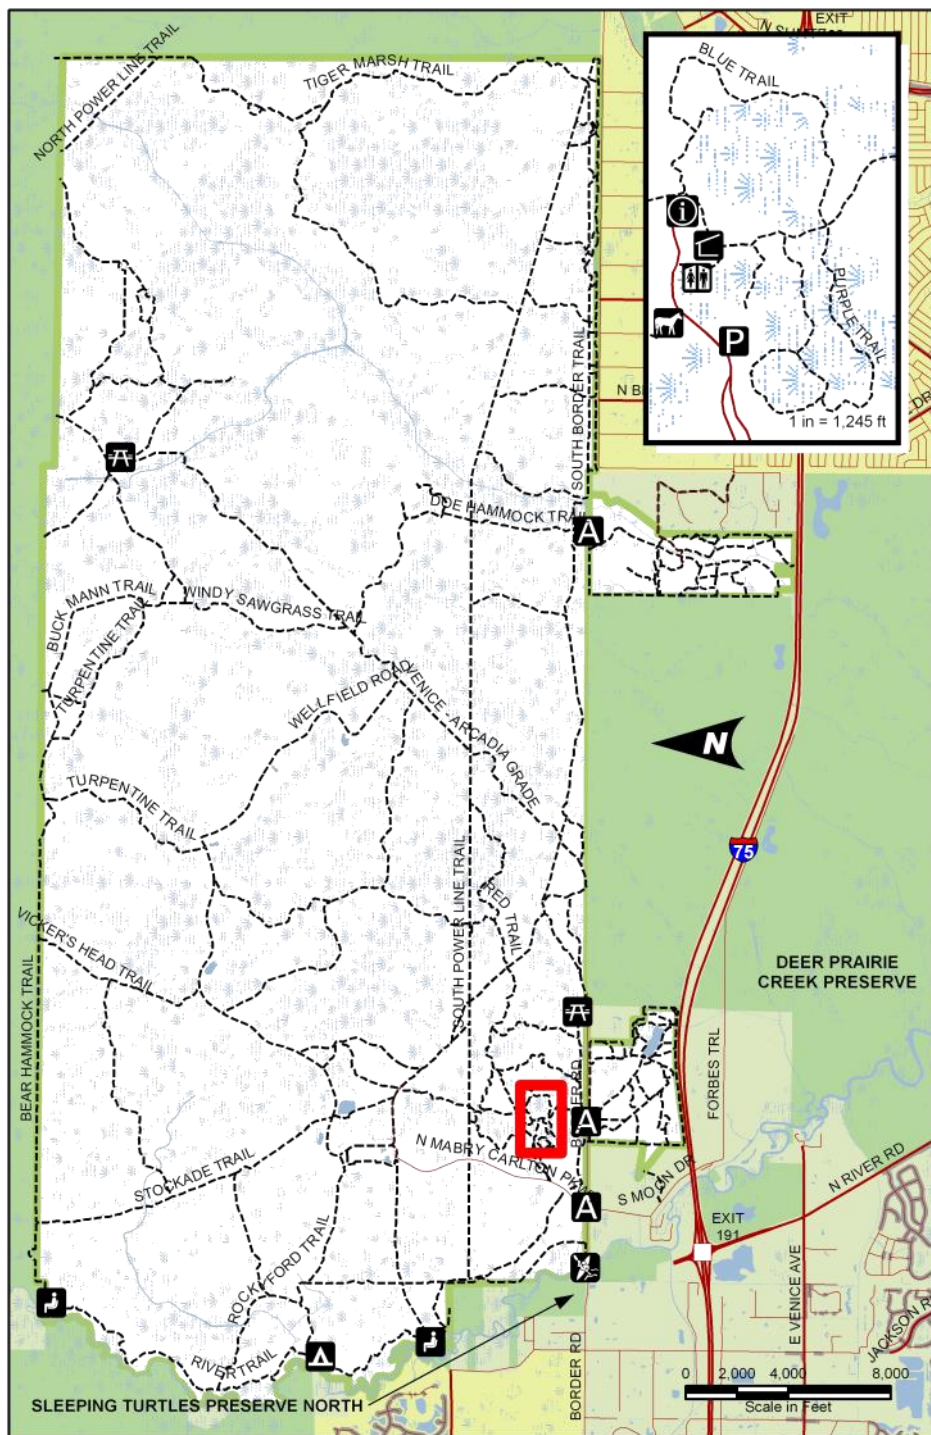 EXIT
N SUM
NORTH POWER LINE TRAIL
TIGER MARSH TRAIL
BLUE TRAIL
i
PURPLE TRAIL
P
1 in = 1,245 ft
N B
DR
SOUTH BORDER TRAIL
DOE HAMMOCK TRAIL
A
BUCK MANN TRAIL
TURPENTINE TRAIL
WINDY SAWGRASS TRAIL
WELLFIELD ROAD
VENICE - ARCADIA GRADE
N
TURPENTINE TRAIL
75
SOUTH POWER LINE TRAIL
RED TRAIL
VICKER'S HEAD TRAIL
BEAR HAMMOCK TRAIL
DEER PRAIRIE
CREEK PRESERVE
FORBES TRL
A
N MABRY CARLTON PKWY
STOCKADE TRAIL
S MOON DR
N RIVER RD
A
EXIT
191
ROCKY FORD TRAIL
E VENICE AVE
JACKSON R
RIVER TRAIL
BORDER RD
0 2,000 4,000 8,000
Scale in Feet
SLEEPING TURTLES PRESERVE NORTH